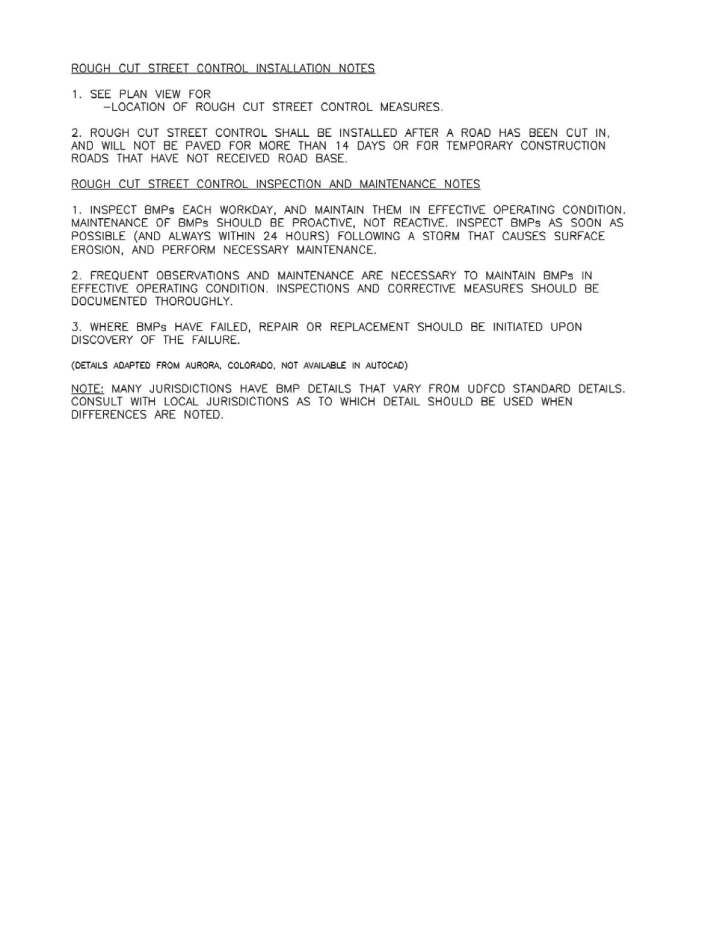 ROUGH CUT STREET CONTROL INSTALLATION NOTES
1. SEE PLAN VIEW FOR
-LOCATION OF ROUGH CUT STREET CONTROL MEASURES.
2. ROUGH CUT STREET CONTROL SHALL BE INSTALLED AFTER A ROAD HAS BEEN CUT IN,
AND WILL NOT BE PAVED FOR MORE THAN 14 DAYS OR FOR TEMPORARY CONSTRUCTION
ROADS THAT HAVE NOT RECEIVED ROAD BASE.
ROUGH CUT STREET CONTROL INSPECTION AND MAINTENANCE NOTES
1. INSPECT BMPs EACH WORKDAY, AND MAINTAIN THEM IN EFFECTIVE OPERATING CONDITION.
MAINTENANCE OF BMPs SHOULD BE PROACTIVE, NOT REACTIVE. INSPECT BMPs AS SOON AS
POSSIBLE (AND ALWAYS WITHIN 24 HOURS) FOLLOWING A STORM THAT CAUSES SURFACE
EROSION, AND PERFORM NECESSARY MAINTENANCE.
2. FREQUENT OBSERVATIONS AND MAINTENANCE ARE NECESSARY TO MAINTAIN BMPs IN
EFFECTIVE OPERATING CONDITION. INSPECTIONS AND CORRECTIVE MEASURES SHOULD BE
DOCUMENTED THOROUGHLY.
3. WHERE BMPs HAVE FAILED, REPAIR OR REPLACEMENT SHOULD BE INITIATED UPON
DISCOVERY OF THE FAILURE.
(DETAILS ADAPTED FROM AURORA, COLORADO, NOT AVAILABLE IN AUTOCAD)
NOTE: MANY JURISDICTIONS HAVE BMP DETAILS THAT VARY FROM UDFCD STANDARD DETAILS.
CONSULT WITH LOCAL JURISDICTIONS AS TO WHICH DETAIL SHOULD BE USED WHEN
DIFFERENCES ARE NOTED.